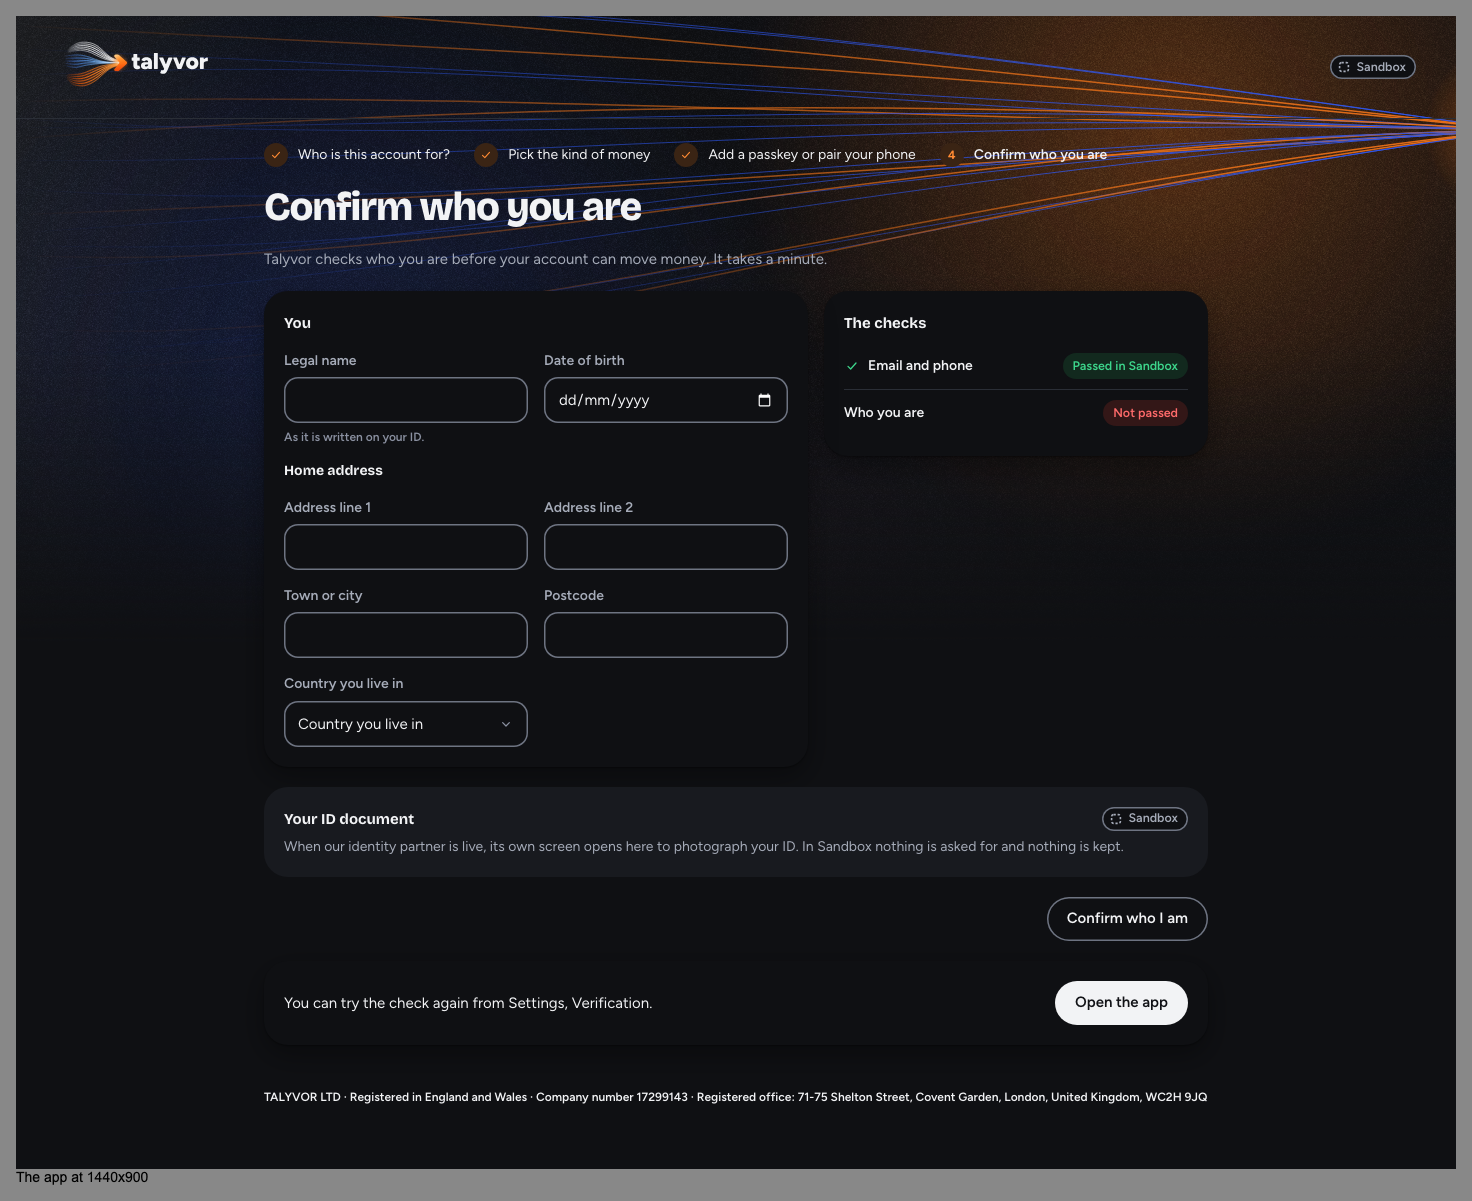 talyvor
Sandbox
Who is this account for?
Pick the kind of money
Add a passkey or pair your phone
4 Confirm who you are
Confirm who you are
Talyvor checks who you are before your account can move money. It takes a minute.
You
Legal name
Date of birth
dd/mm/yyyy
As it is written on your ID.
Home address
Address line 1
Address line 2
Town or city
Postcode
Country you live in
Country you live in
The checks
Email and phone
Passed in Sandbox
Who you are
Not passed
Your ID document
Sandbox
When our identity partner is live, its own screen opens here to photograph your ID. In Sandbox nothing is asked for and nothing is kept.
Confirm who I am
You can try the check again from Settings, Verification.
Open the app
TALYVOR LTD · Registered in England and Wales · Company number 17299143 · Registered office: 71-75 Shelton Street, Covent Garden, London, United Kingdom, WC2H 9JQ
The app at 1440x900